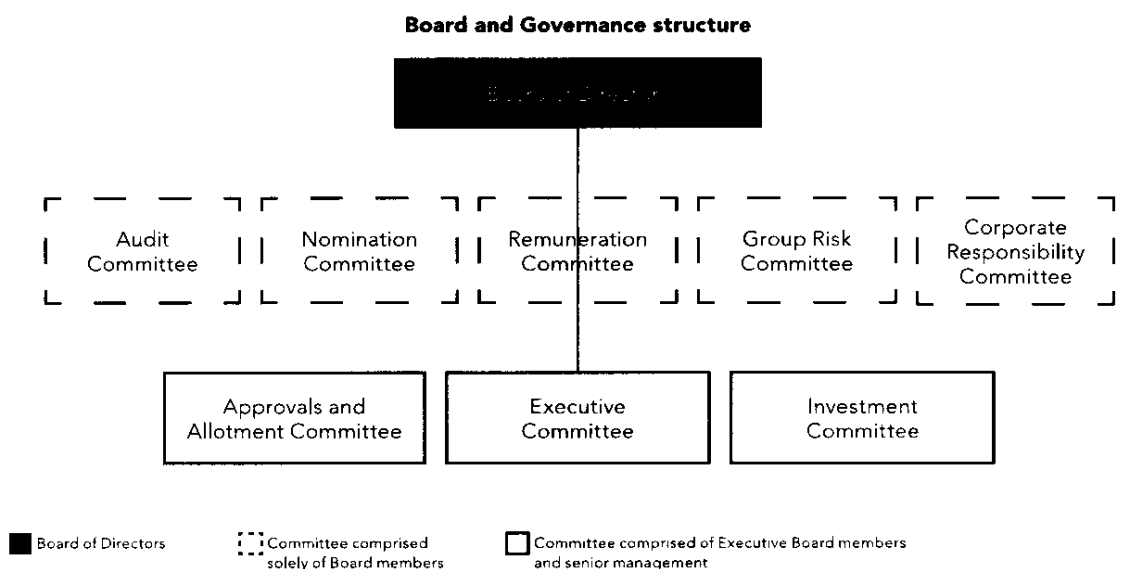 Board and Governance structure
Audit
Committee
Nomination
Committee
Remuneration
Committee
Group Risk
Committee
Corporate
Responsibility
Committee
Approvals and
Allotment Committee
Executive
Committee
Investment
Committee
Board of Directors
Committee comprised
solely of Board members
Committee comprised of Executive Board members
and senior management